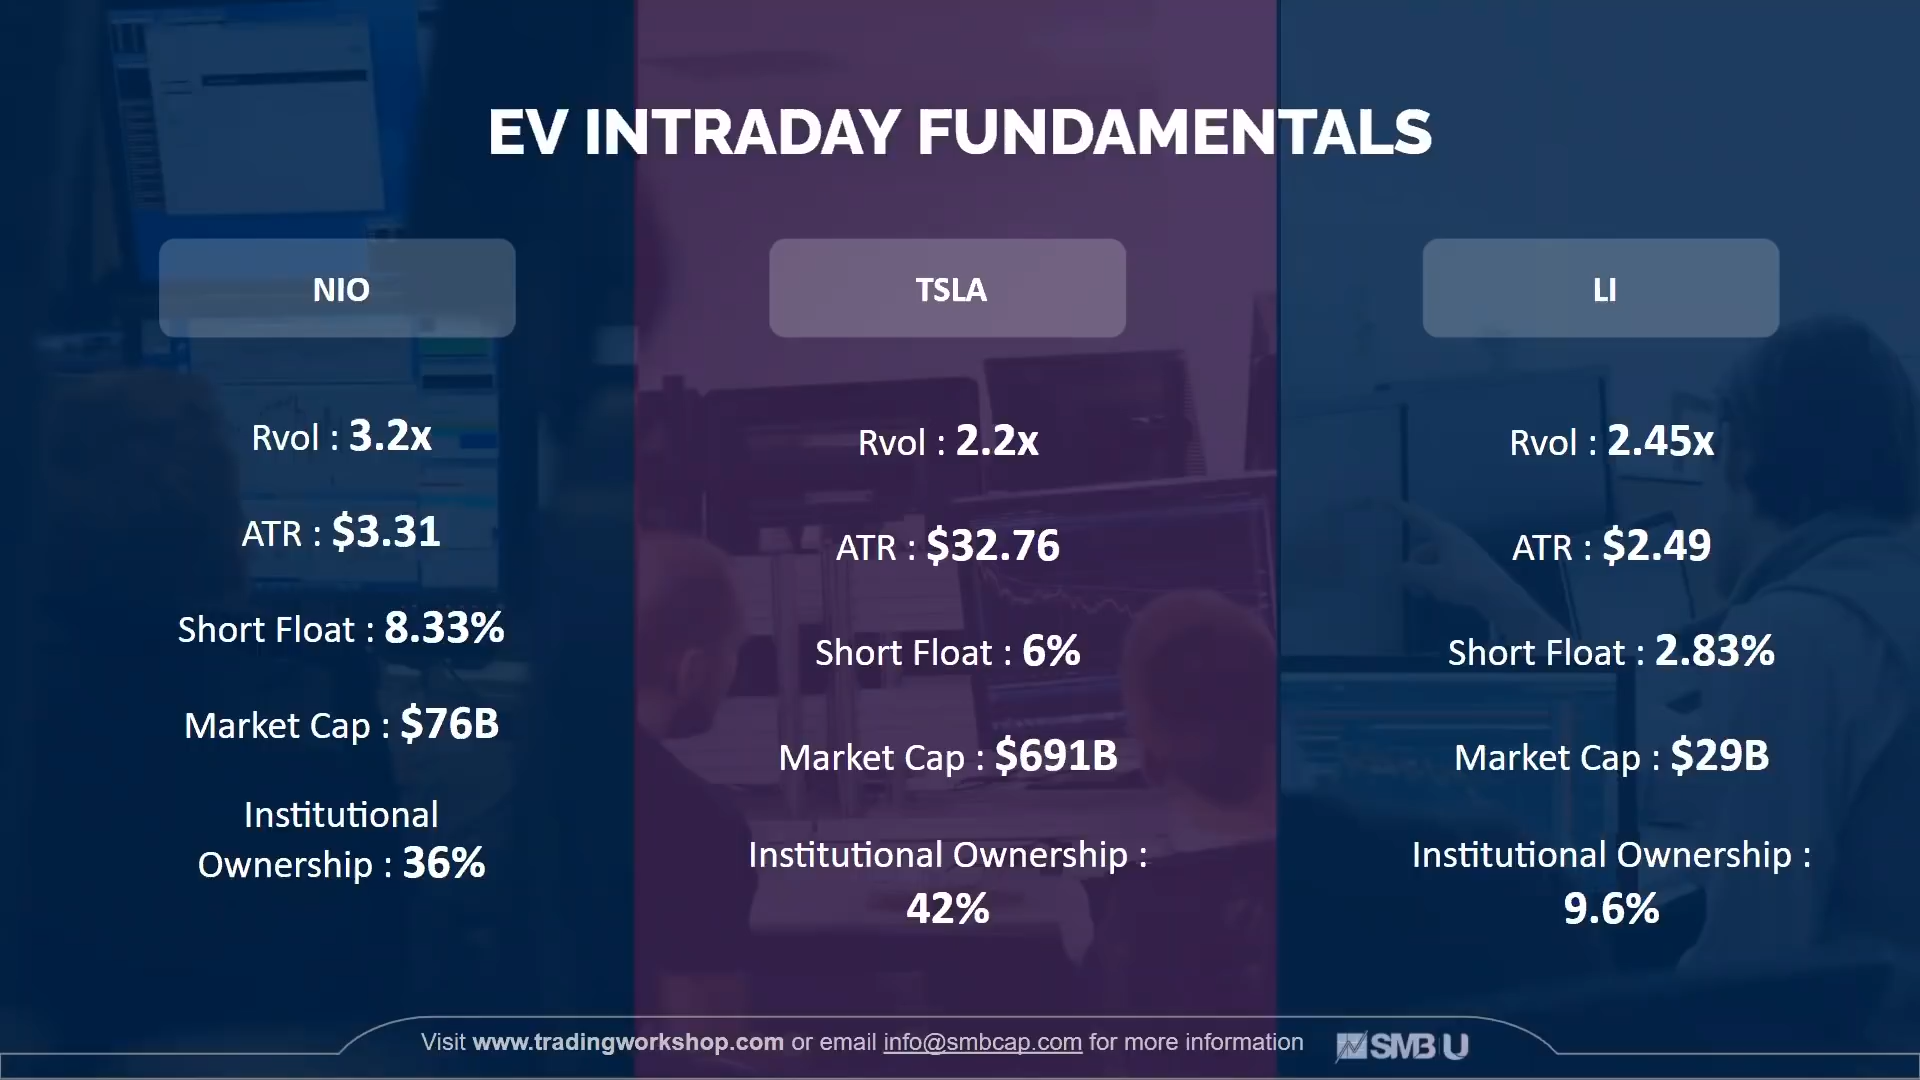 EV INTRADAY FUNDAMENTALS
NIO
Rvol : 3.2x
ATR : $3.31
Short Float : 8.33%
Market Cap : $76B
Institutional
Ownership : 36%
TSLA
Rvol : 2.2x
ATR : $32.76
Short Float : 6%
Market Cap : $691B
Institutional Ownership :
42%
LI
Rvol : 2.45x
ATR : $2.49
Short Float : 2.83%
Market Cap : $29B
Institutional Ownership :
9.6%
Visit www.tradingworkshop.com or email info@smbcap.com for more information
SMB U